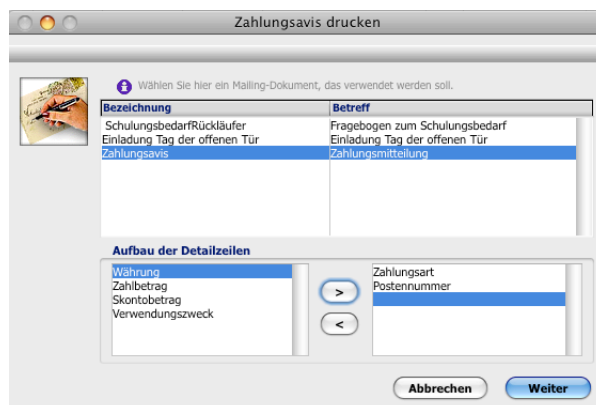 Zahlungsavis drucken
Wählen Sie hier ein Mailing-Dokument, das verwendet werden soll.
Bezeichnung Betreff
SchulungsbedarfRückläufer Fragebogen zum Schulungsbedarf
Einladung Tag der offenen Tür Einladung Tag der offenen Tür
Zahlungsavis Zahlungsmitteilung
Aufbau der Detailzeilen
Währung Zahlungsart
Zahlbetrag Postennummer
Skontobetrag
Verwendungszweck
>
<
Abbrechen Weiter